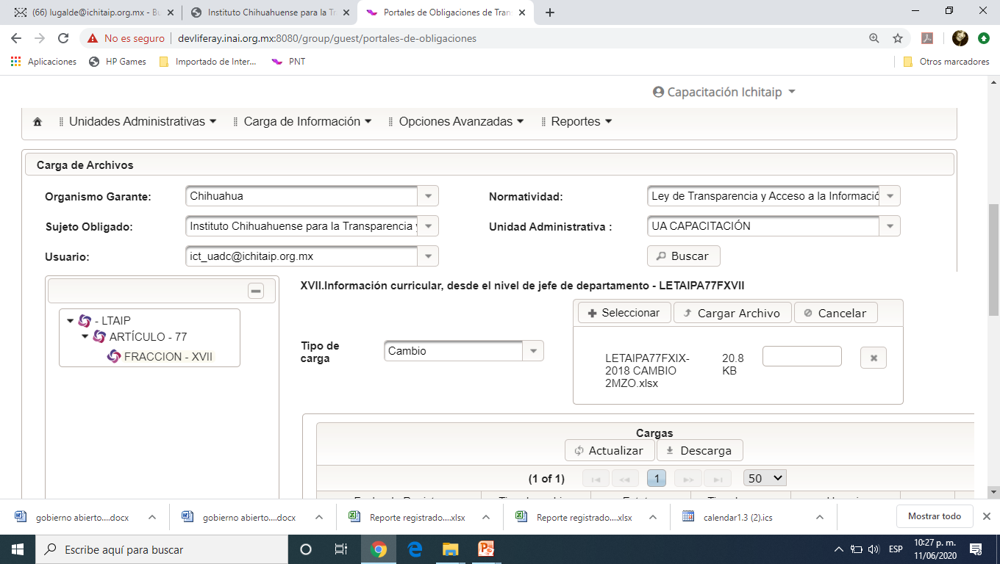 (66) lugalde@ichitaip.org.mx - Bu
Instituto Chihuahuense para la Tr
Portales de Obligaciones de Tran
No es seguro
devliferay.inai.org.mx:8080/group/guest/portales-de-obligaciones
Aplicaciones
HP Games
Importado de Inter...
PNT
Otros marcadores
Capacitación Ichitaip
Unidades Administrativas
Carga de Información
Opciones Avanzadas
Reportes
Carga de Archivos
Organismo Garante:
Chihuahua
Normatividad:
Ley de Transparencia y Acceso a la Informació
Sujeto Obligado:
Instituto Chihuahuense para la Transparencia y
Unidad Administrativa :
UA CAPACITACIÓN
Usuario:
ict_uadc@ichitaip.org.mx
Buscar
XVII.Información curricular, desde el nivel de jefe de departamento - LETAIPA77FXVII
- LTAIP
ARTÍCULO - 77
FRACCION - XVII
Seleccionar
Cargar Archivo
Cancelar
Tipo de
carga
Cambio
LETAIPA77FXIX-
2018 CAMBIO
2MZO.xlsx
20.8
KB
Cargas
Actualizar
Descarga
(1 of 1)
1
50
gobierno abierto....docx
gobierno abierto....docx
Reporte registrado....xlsx
Reporte registrado....xlsx
calendar1.3 (2).ics
Mostrar todo
Escribe aquí para buscar
ESP
10:27 p. m.
11/06/2020